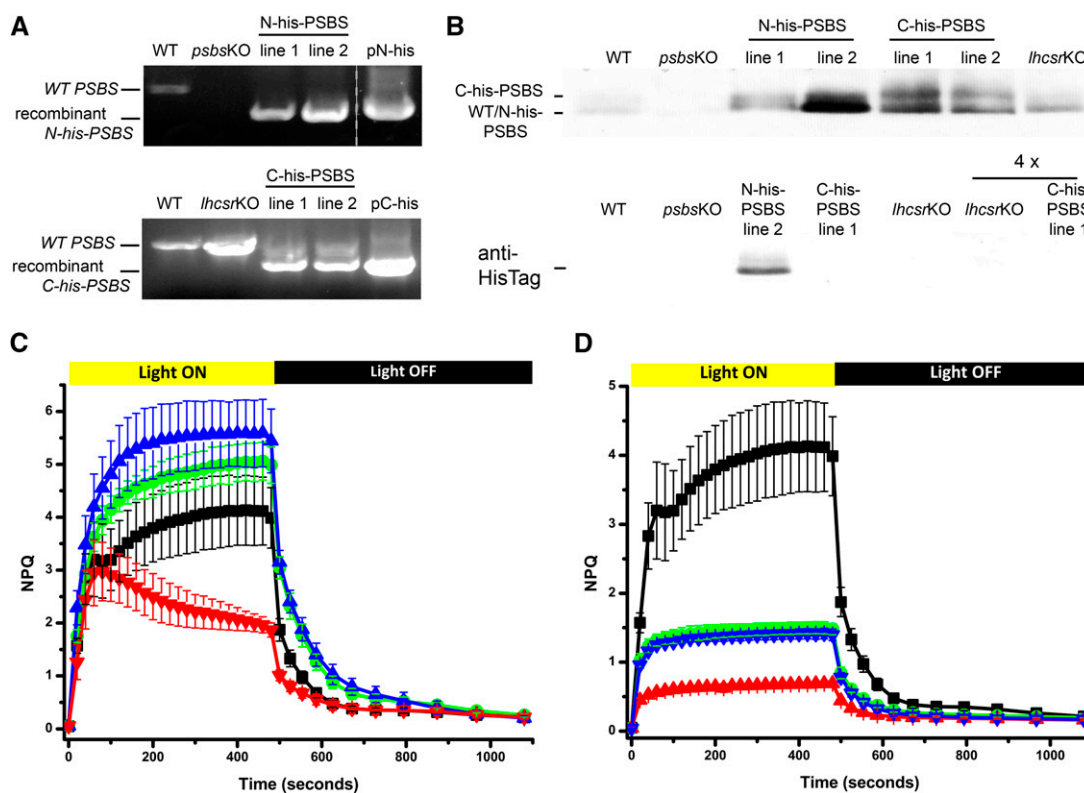 A
N-his-PSBS
WT psbsKO line 1 line 2 pN-his
WT PSBS
recombinant
N-his-PSBS
C-his-PSBS
WT lhcsrKO line 1 line 2 pC-his
WT PSBS
recombinant
C-his-PSBS
B
N-his-PSBS C-his-PSBS
WT psbsKO line 1 line 2 line 1 line 2 lhcsrKO
C-his-PSBS
WT/N-his-
PSBS
4 x
N-his- C-his- C-his
WT psbsKO PSBS PSBS lhcsrKO lhcsrKO PSBS
line 2 line 1 line 1
anti-
HisTag
C
Light ON Light OFF
6
5
4
3
2
1
0
NPQ
0 200 400 600 800 1000
Time (seconds)
D
Light ON Light OFF
5
4
3
2
1
0
NPQ
0 200 400 600 800 1000
Time (seconds)